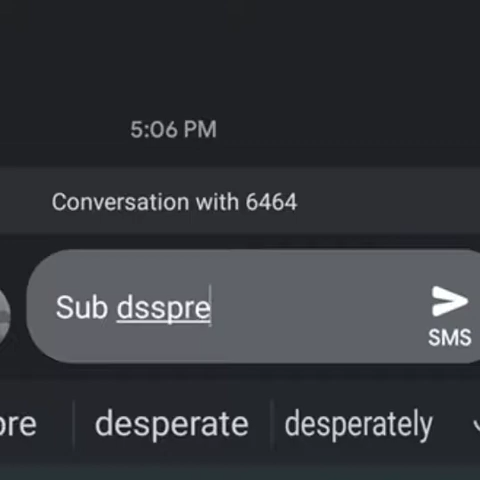 5:06 PM
Conversation with 6464
Sub dsspre
SMS
desperate desperately